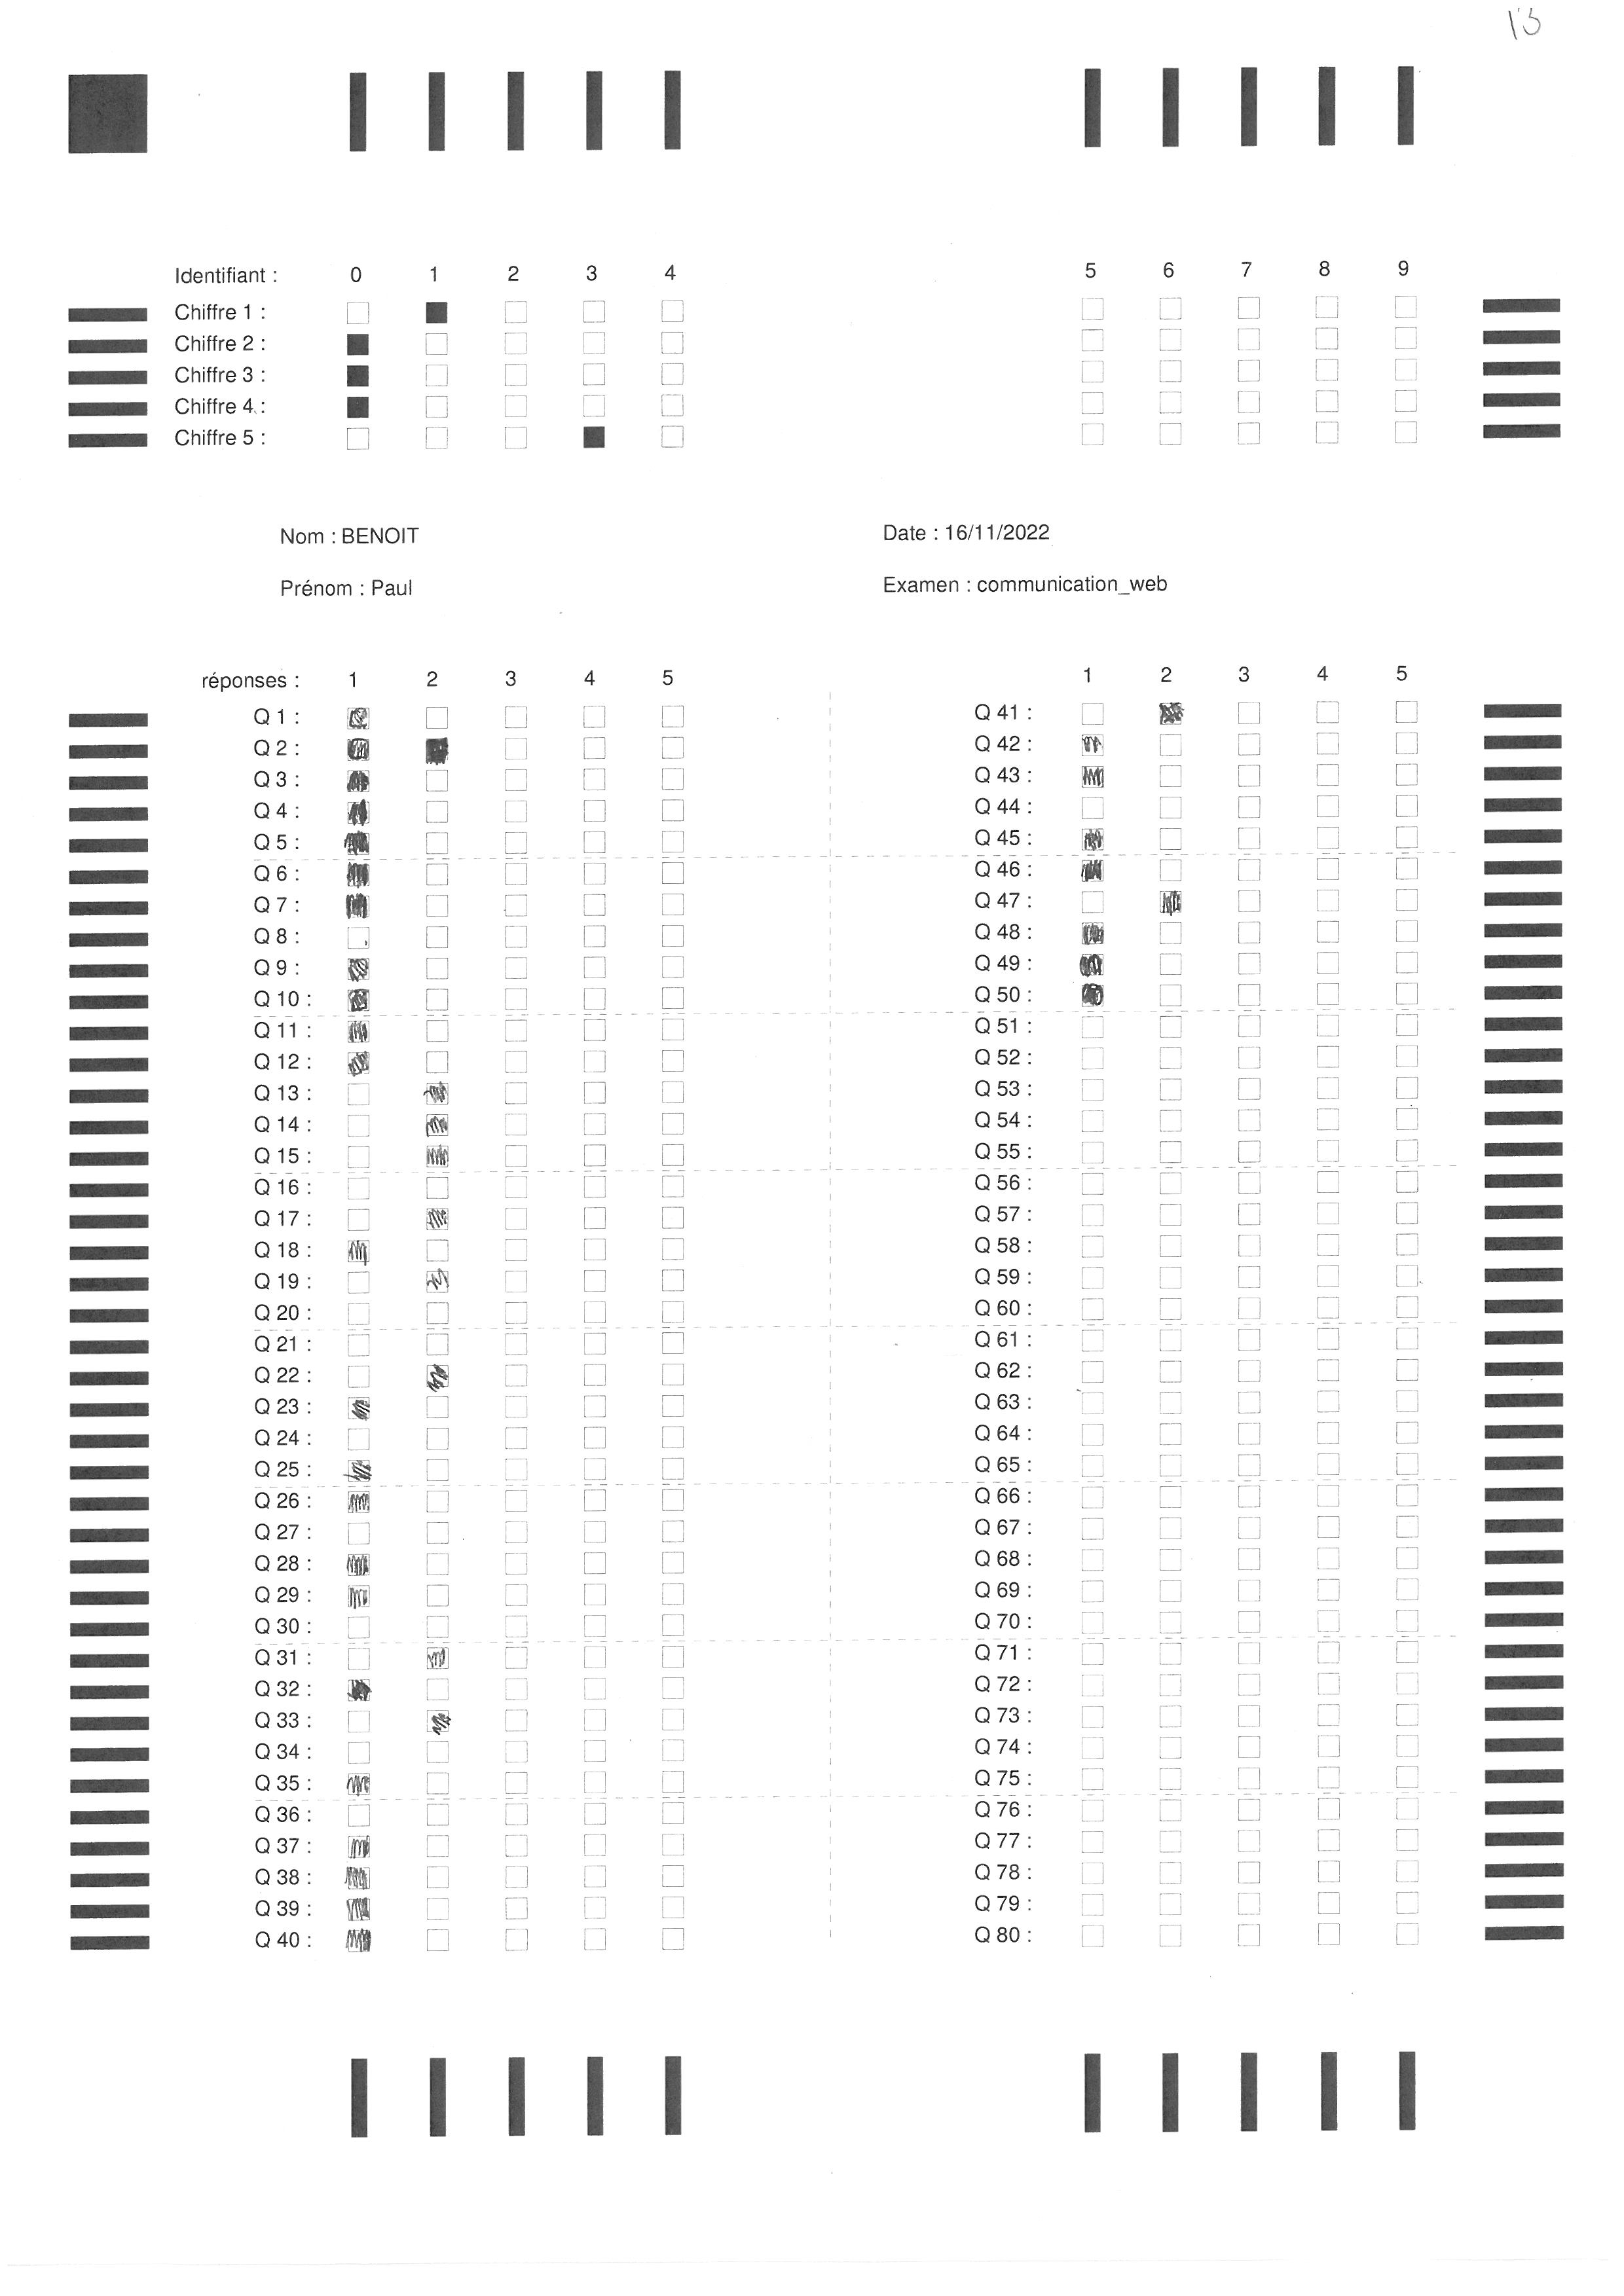 13
Identifiant : 0 1 2 3 4 5 6 7 8 9
Chiffre 1 :
Chiffre 2 :
Chiffre 3 :
Chiffre 4 :
Chiffre 5 :
Nom : BENOIT
Prénom : Paul
Date : 16/11/2022
Examen : communication_web
réponses : 1 2 3 4 5
Q 1 :
Q 2 :
Q 3 :
Q 4 :
Q 5 :
Q 6 :
Q 7 :
Q 8 :
Q 9 :
Q 10 :
Q 11 :
Q 12 :
Q 13 :
Q 14 :
Q 15 :
Q 16 :
Q 17 :
Q 18 :
Q 19 :
Q 20 :
Q 21 :
Q 22 :
Q 23 :
Q 24 :
Q 25 :
Q 26 :
Q 27 :
Q 28 :
Q 29 :
Q 30 :
Q 31 :
Q 32 :
Q 33 :
Q 34 :
Q 35 :
Q 36 :
Q 37 :
Q 38 :
Q 39 :
Q 40 :
1 2 3 4 5
Q 41 :
Q 42 :
Q 43 :
Q 44 :
Q 45 :
Q 46 :
Q 47 :
Q 48 :
Q 49 :
Q 50 :
Q 51 :
Q 52 :
Q 53 :
Q 54 :
Q 55 :
Q 56 :
Q 57 :
Q 58 :
Q 59 :
Q 60 :
Q 61 :
Q 62 :
Q 63 :
Q 64 :
Q 65 :
Q 66 :
Q 67 :
Q 68 :
Q 69 :
Q 70 :
Q 71 :
Q 72 :
Q 73 :
Q 74 :
Q 75 :
Q 76 :
Q 77 :
Q 78 :
Q 79 :
Q 80 :